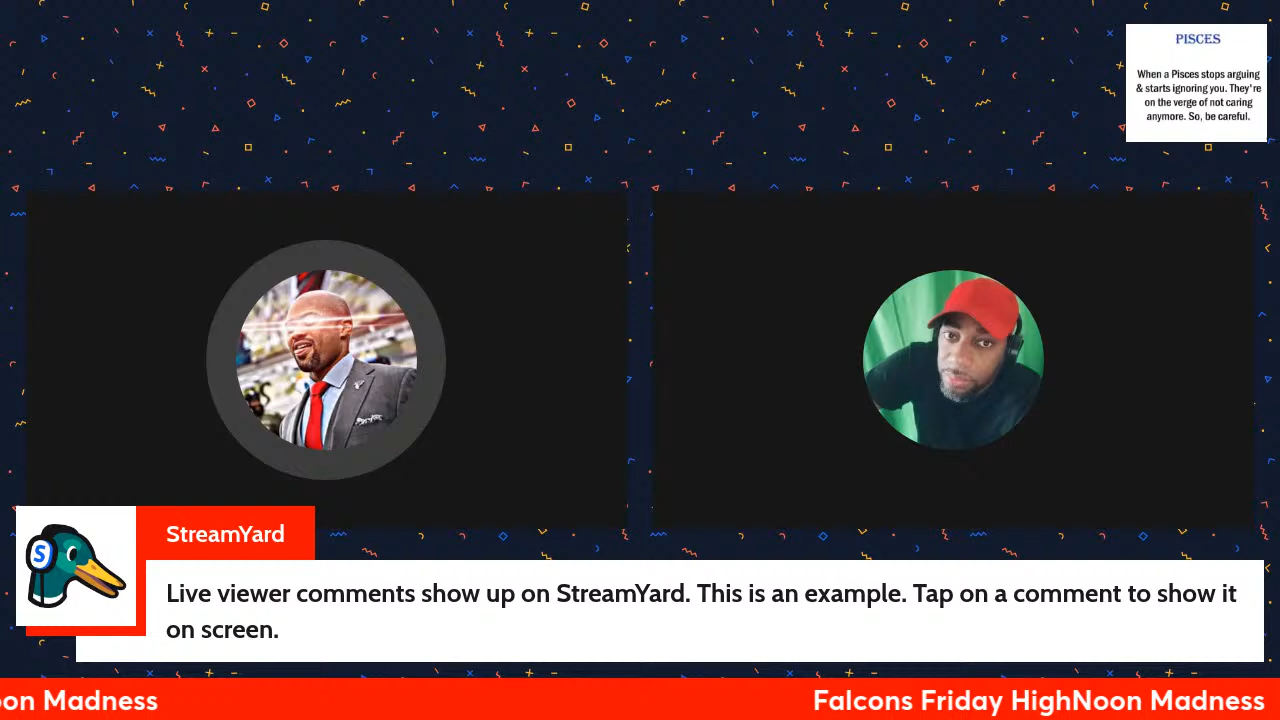 PISCES
When a Pisces stops arguing
& starts ignoring you. They're
on the verge of not caring
anymore. So, be careful.
S
StreamYard
Live viewer comments show up on StreamYard. This is an example. Tap on a comment to show it
on screen.
oon Madness
Falcons Friday HighNoon Madness